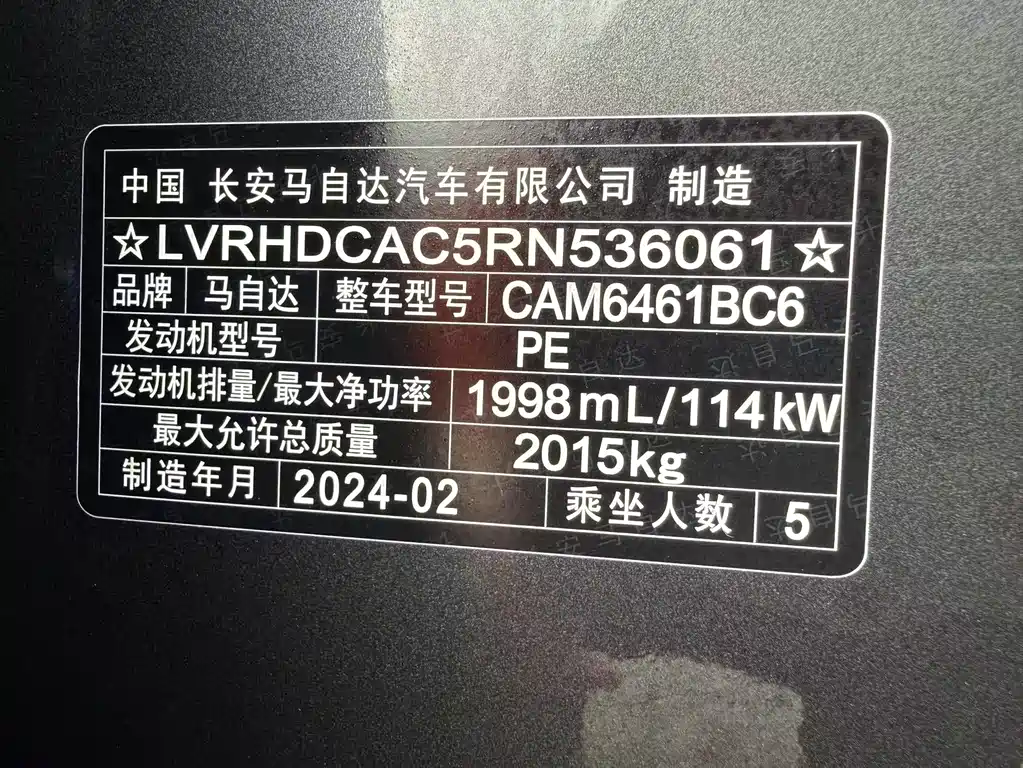 中国 长安马自达汽车有限公司 制造
☆LVRHDCAC5RN536061☆
品牌 马自达 整车型号 CAM6461BC6
发动机型号 PE
发动机排量/最大净功率 1998mL/114kW
最大允许总质量 2015kg
制造年月 2024-02 乘坐人数 5